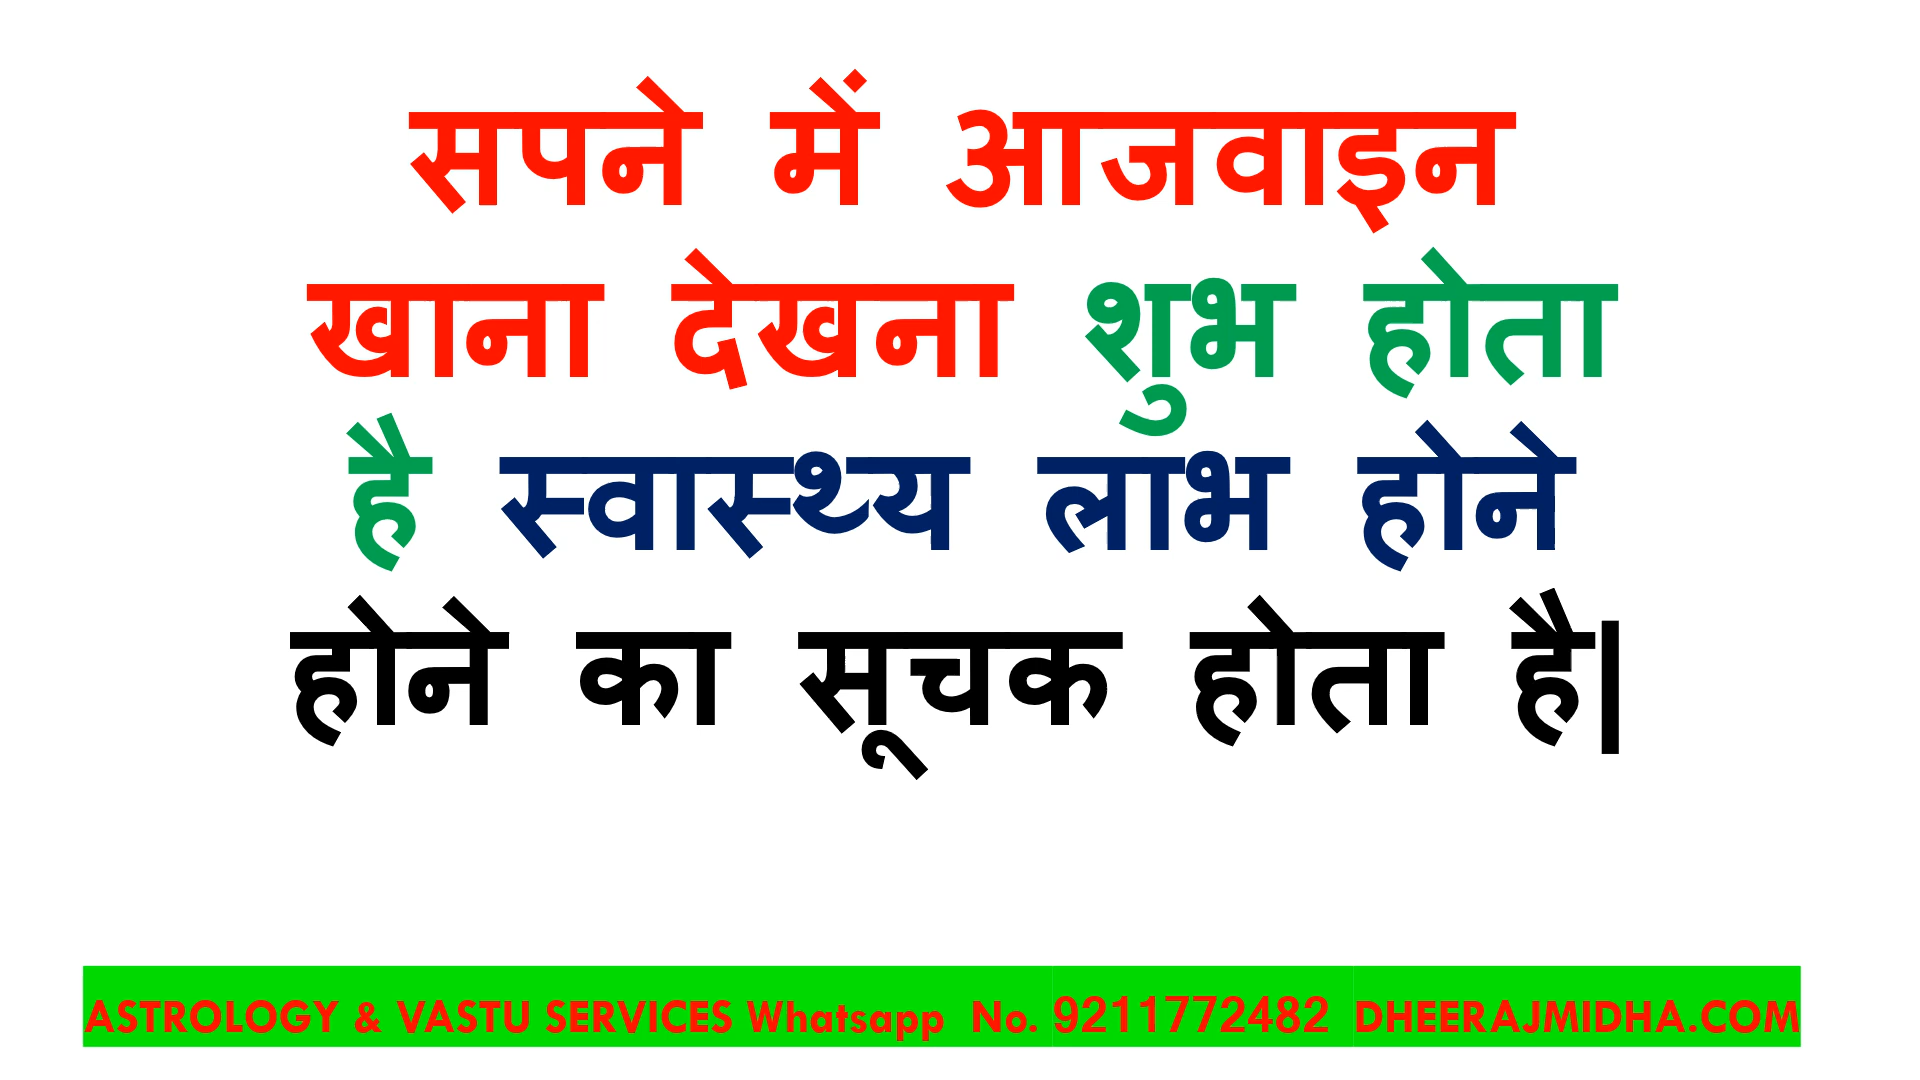 सपने में आजवाइन
खाना देखना शुभ होता
है स्वास्थ्य लाभ होने
होने का सूचक होता है|
ASTROLOGY & VASTU SERVICES Whatsapp No. 9211772482 DHEERAJMIDHA.COM